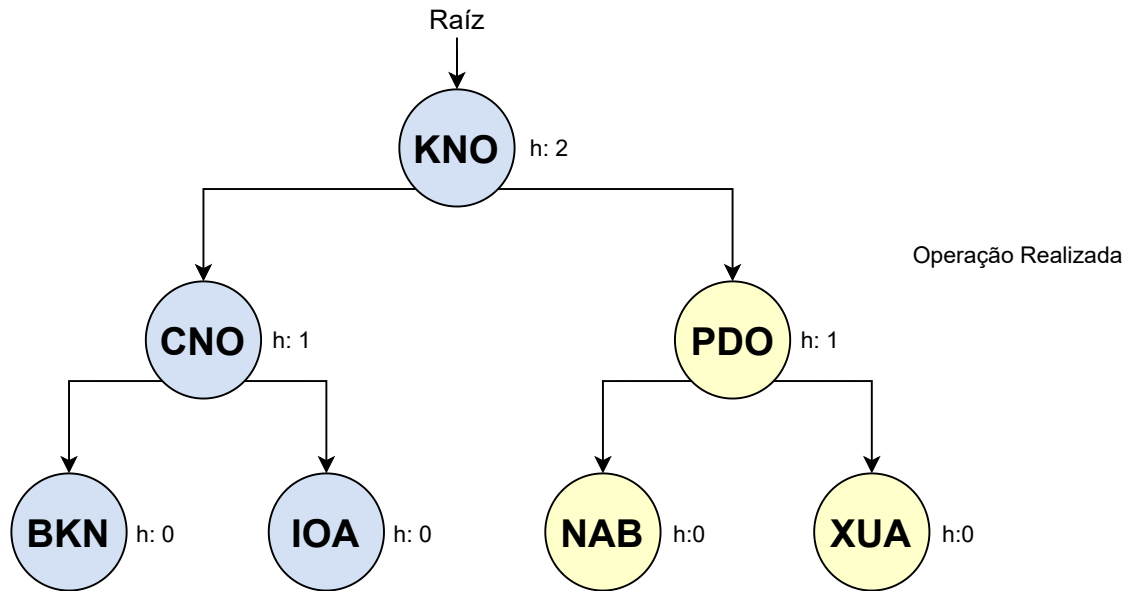 Raíz
KNO
h: 2
Operação Realizada
CNO
h: 1
PDO
h: 1
BKN
h: 0
IOA
h: 0
NAB
h:0
XUA
h:0